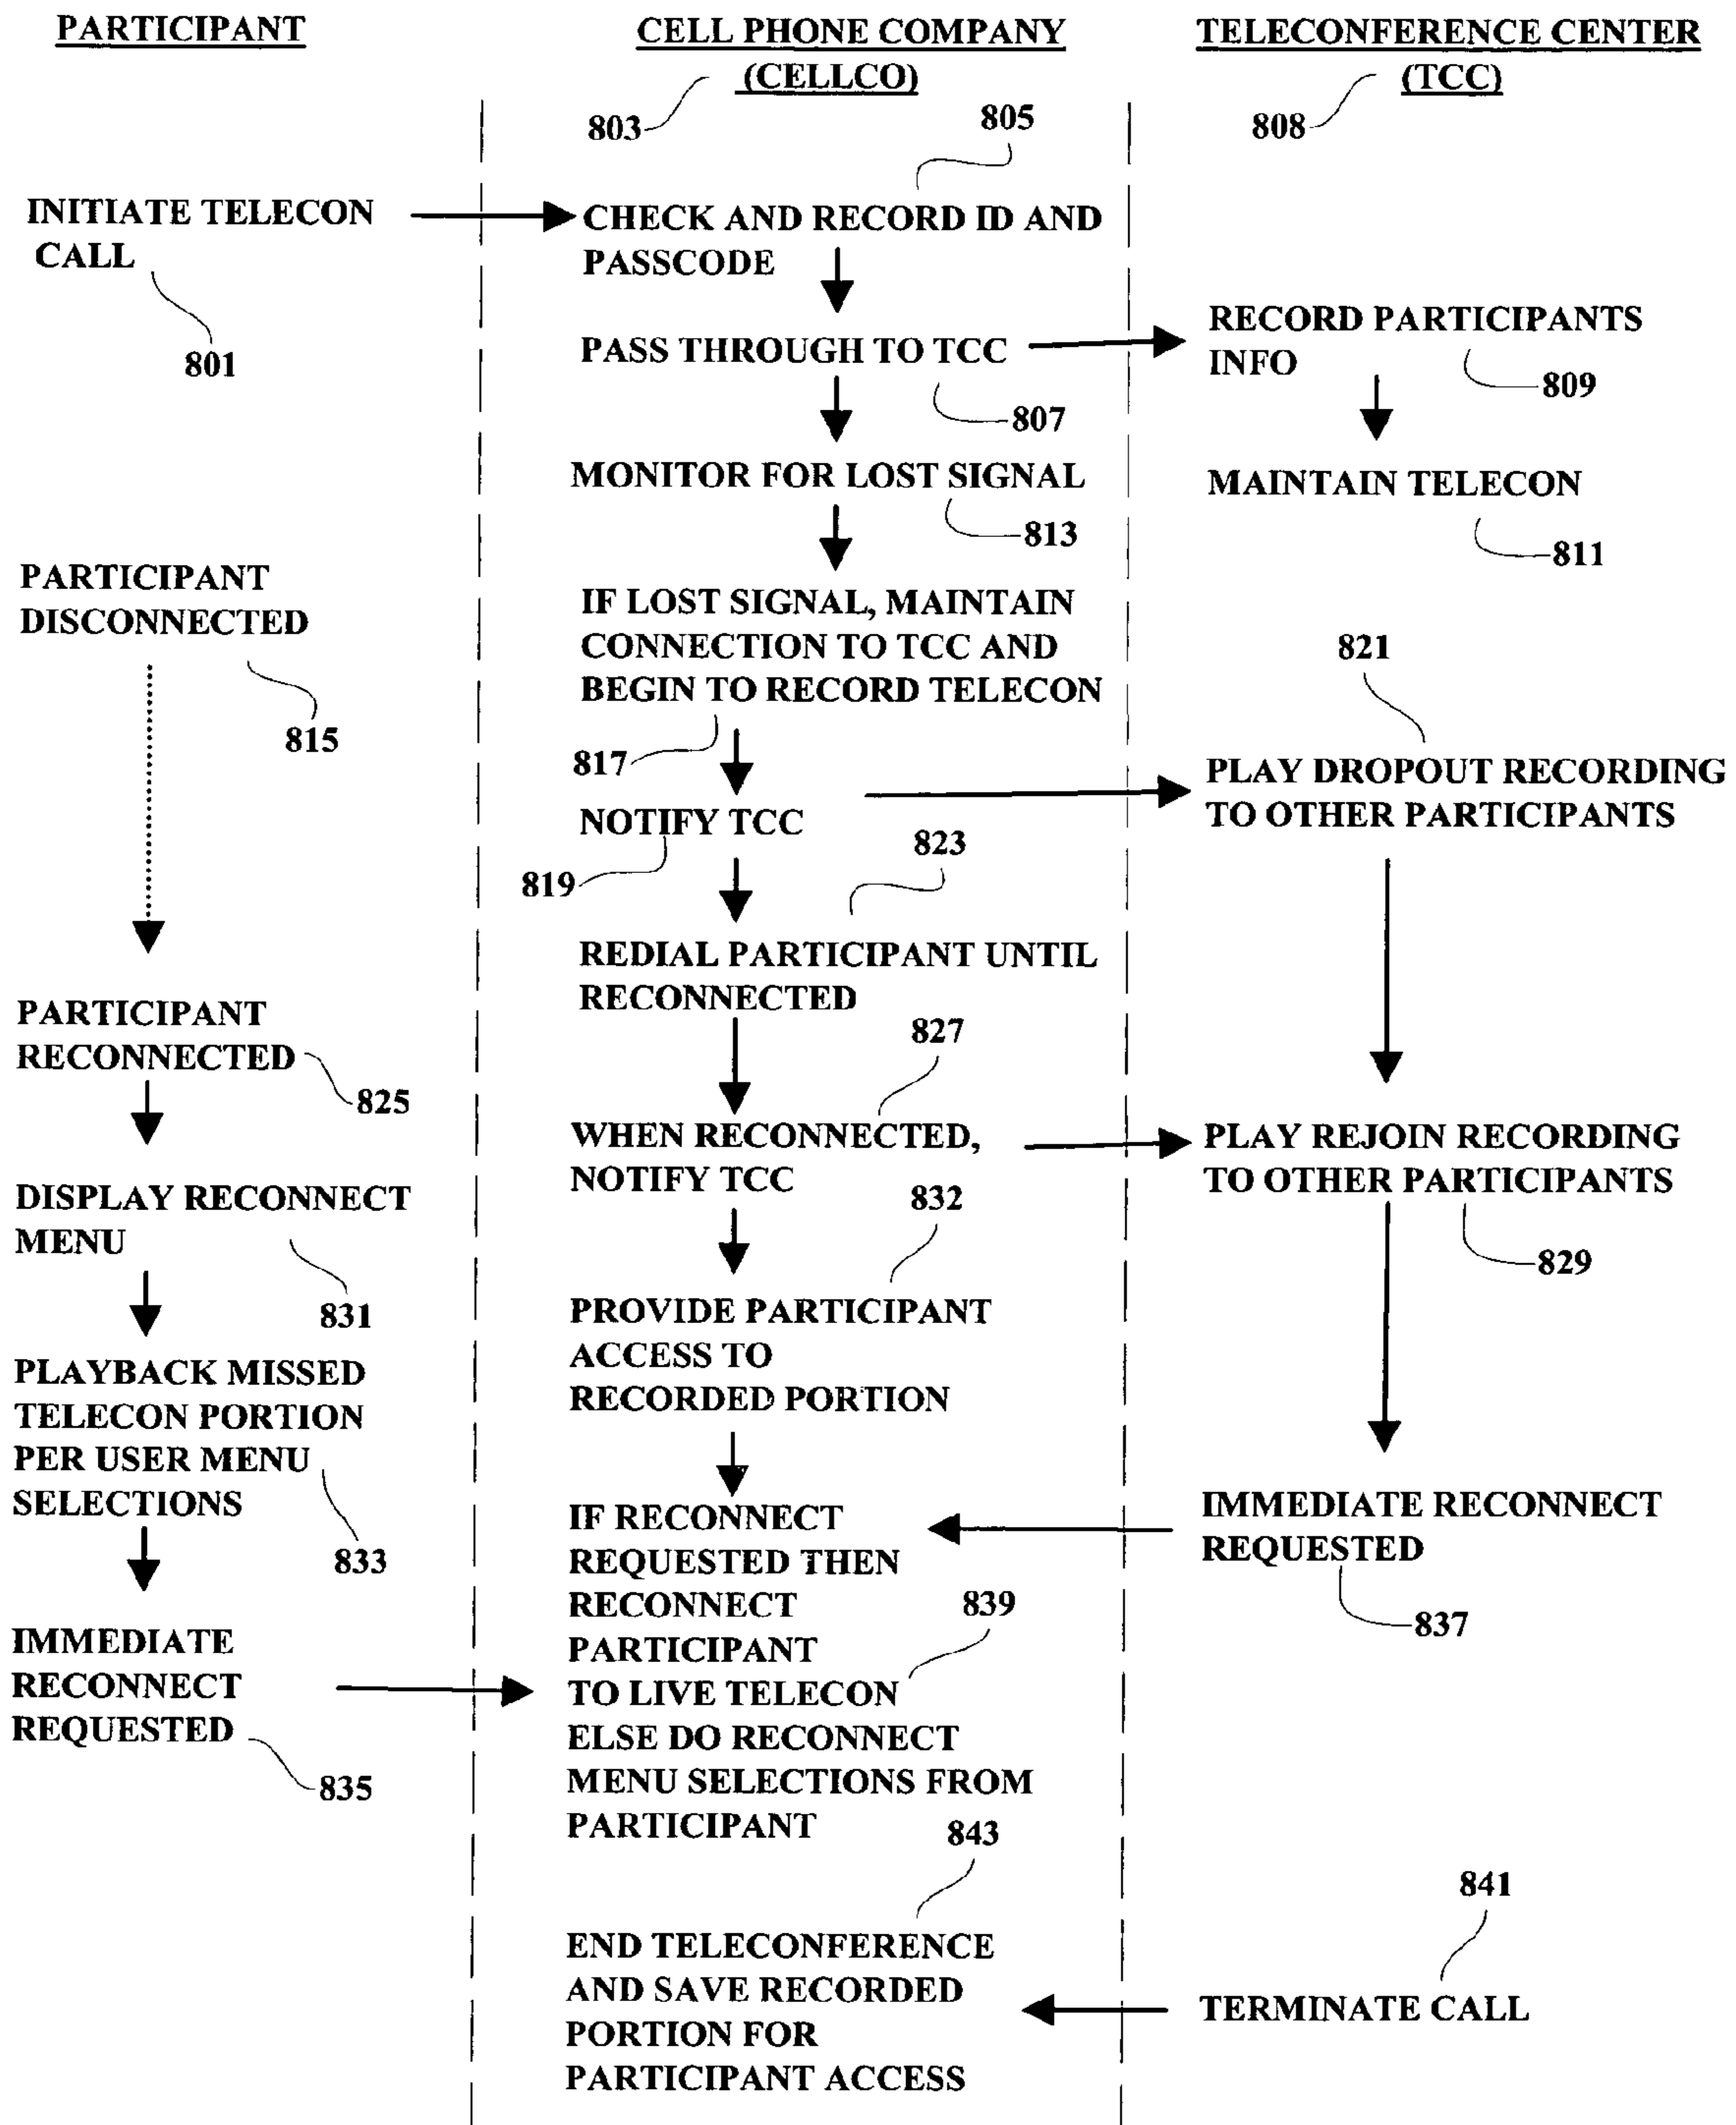 PARTICIPANT
CELL PHONE COMPANY
(CELLCO)
803
TELECONFERENCE CENTER
(TCC)
808
805
INITIATE TELECON
CALL
801
CHECK AND RECORD ID AND
PASSCODE
PASS THROUGH TO TCC
807
RECORD PARTICIPANTS
INFO
809
MONITOR FOR LOST SIGNAL
813
MAINTAIN TELECON
811
PARTICIPANT
DISCONNECTED
815
IF LOST SIGNAL, MAINTAIN
CONNECTION TO TCC AND
BEGIN TO RECORD TELECON
817
821
PLAY DROPOUT RECORDING
TO OTHER PARTICIPANTS
NOTIFY TCC
819
823
REDIAL PARTICIPANT UNTIL
RECONNECTED
PARTICIPANT
RECONNECTED
825
827
WHEN RECONNECTED,
NOTIFY TCC
PLAY REJOIN RECORDING
TO OTHER PARTICIPANTS
829
DISPLAY RECONNECT
MENU
831
832
PROVIDE PARTICIPANT
ACCESS TO
RECORDED PORTION
PLAYBACK MISSED
TELECON PORTION
PER USER MENU
SELECTIONS
833
IF RECONNECT
REQUESTED THEN
RECONNECT
PARTICIPANT
TO LIVE TELECON
ELSE DO RECONNECT
MENU SELECTIONS FROM
PARTICIPANT
839
IMMEDIATE RECONNECT
REQUESTED
837
IMMEDIATE
RECONNECT
REQUESTED
835
843
END TELECONFERENCE
AND SAVE RECORDED
PORTION FOR
PARTICIPANT ACCESS
841
TERMINATE CALL